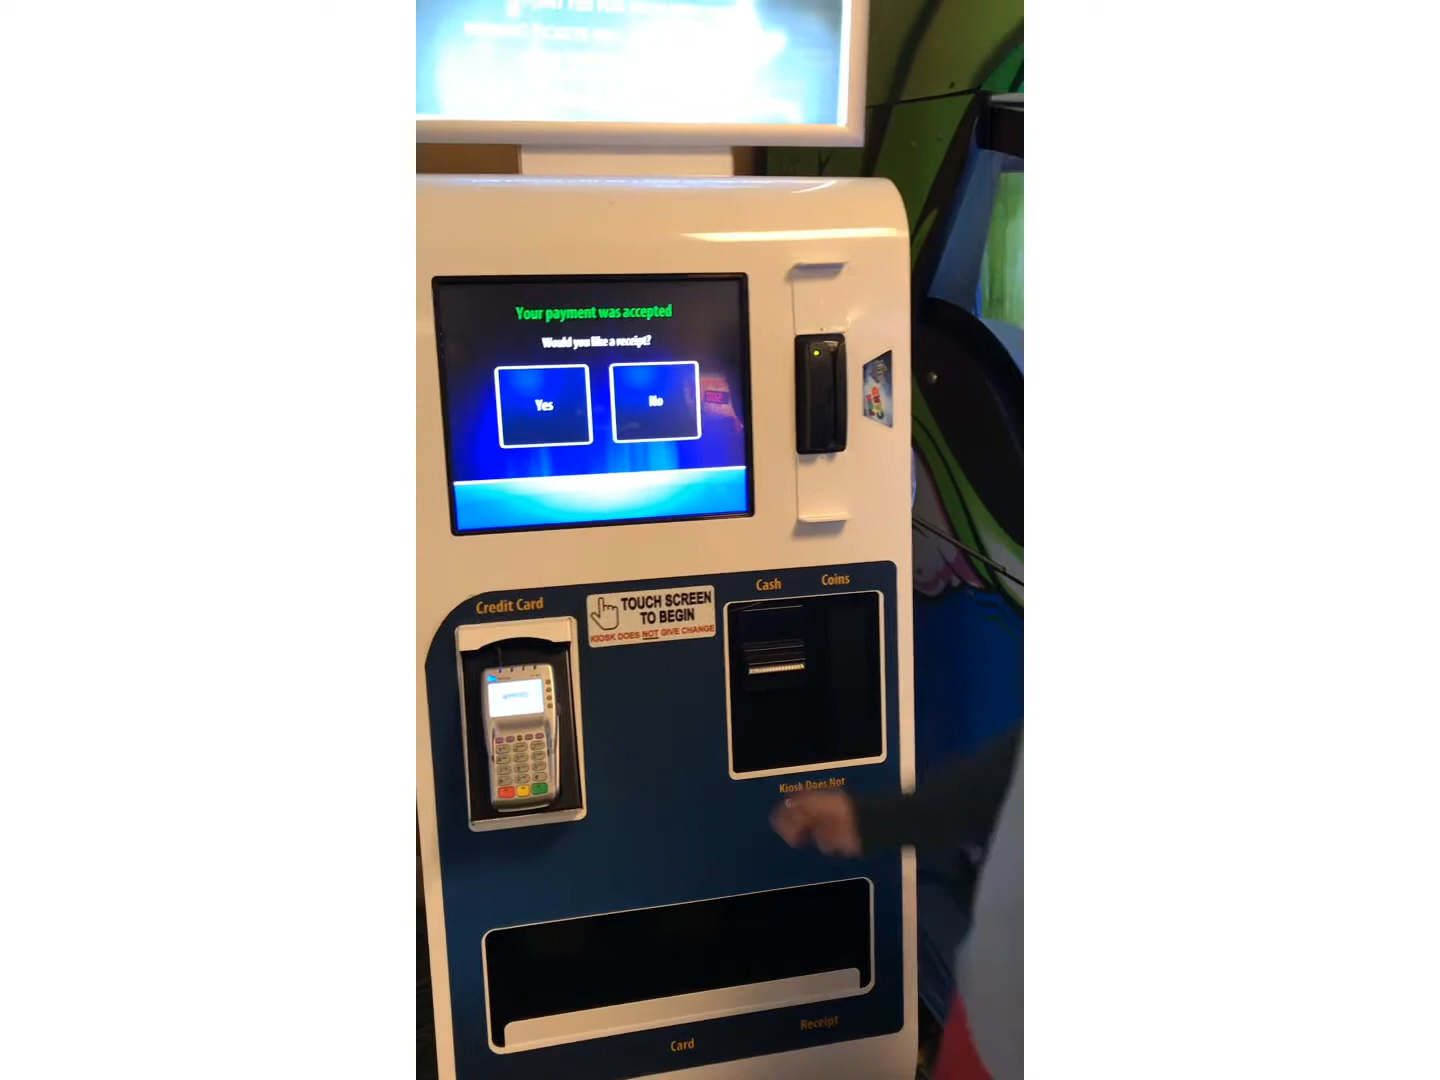 Your payment was accepted
Would you like a receipt?
Yes
No
Credit Card
TOUCH SCREEN
TO BEGIN
KIOSK DOES NOT GIVE CHANGE
Cash
Coins
Kiosk Does Not
Receipt
Card